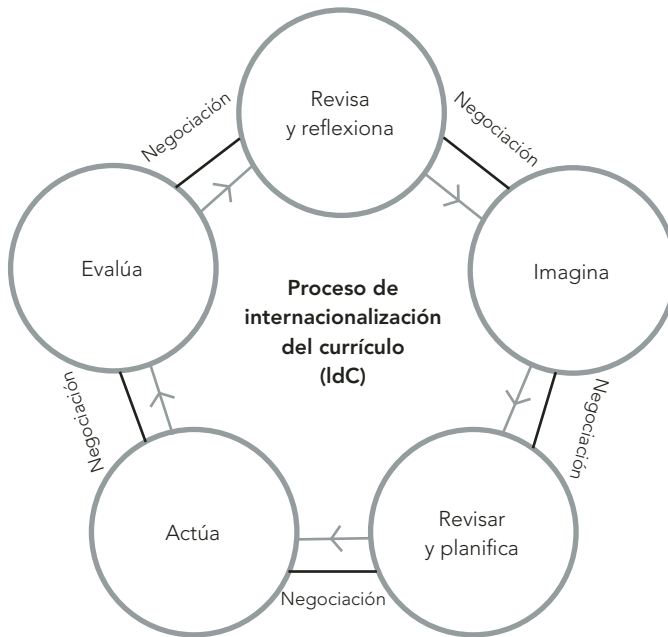 Revisa
y reflexiona
Negociación
Imagina
Negociación
Revisar
y planifica
Negociación
Actúa
Negociación
Evalúa
Negociación
Proceso de
internacionalización
del currículo
(IdC)